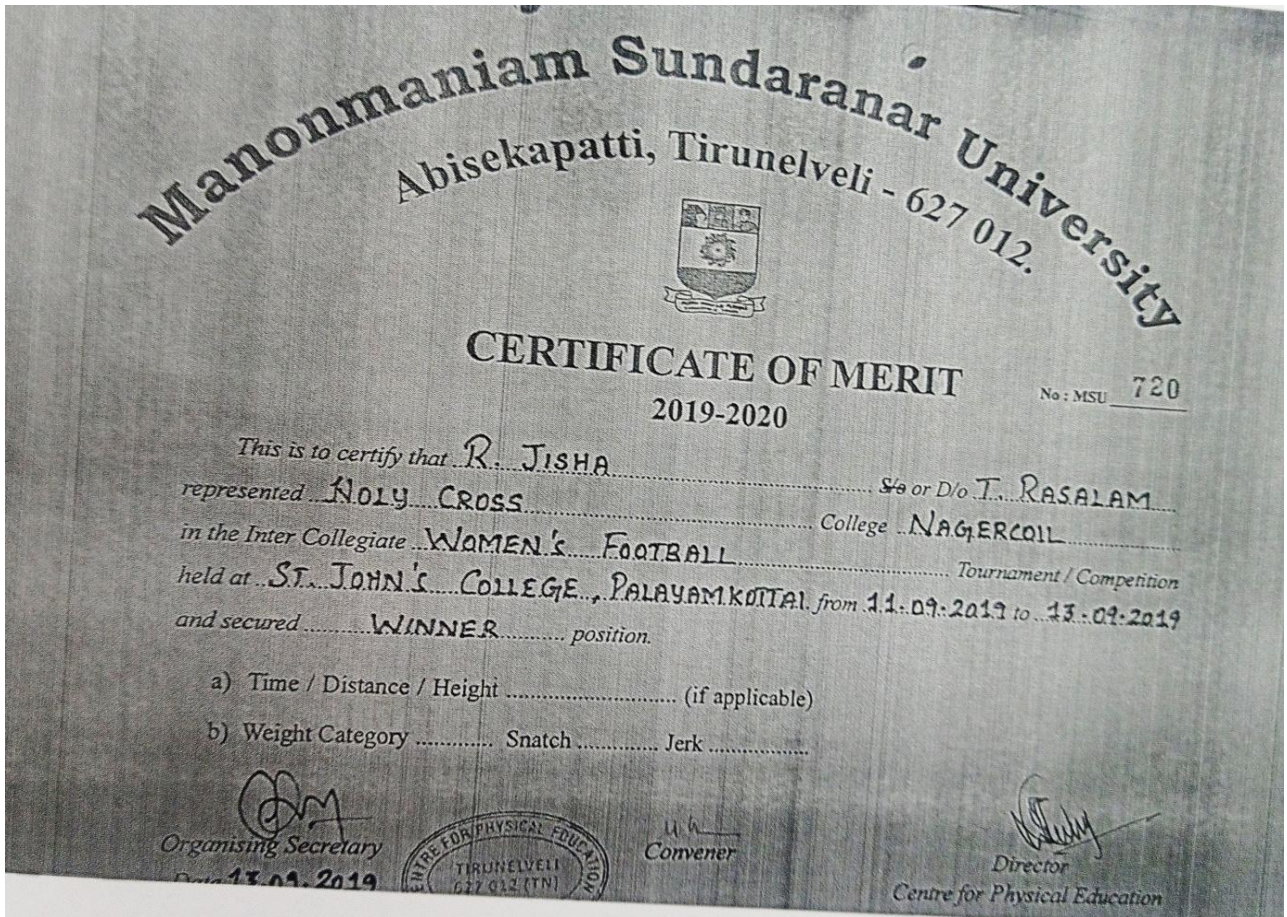 Manonmaniam Sundaranar University
Abisekapatti, Tirunelveli - 627 012.
CERTIFICATE OF MERIT
No : MSU 720
2019-2020
This is to certify that R. JISHA S/o or D/o T. RASALAM
represented HOLY CROSS College NAGERCOIL
in the Inter Collegiate WOMEN'S FOOTBALL Tournament / Competition
held at ST. JOHN'S COLLEGE, PALAYAMKOTTAI from 11.09.2019 to 13.09.2019
and secured WINNER position.
a) Time / Distance / Height (if applicable)
b) Weight Category Snatch Jerk
Organising Secretary
Date 13.09.2019
CENTRE FOR PHYSICAL EDUCATION
TIRUNELVELI
627 012 (TN)
Convener
Director
Centre for Physical Education